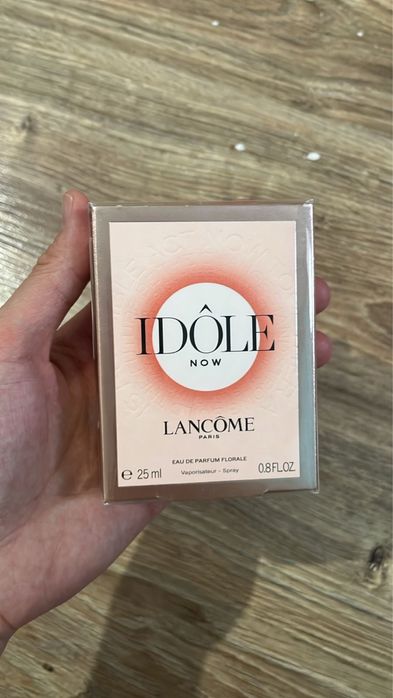 IDÔLE
NOW
LANCÔME
PARIS
EAU DE PARFUM FLORALE
e 25 ml Vaporisateur - Spray 0.8 FL.OZ.